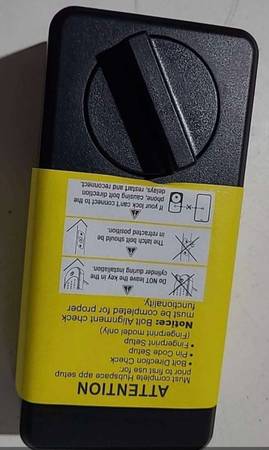 ATTENTION
Must complete Hubspace app setup
prior to first use for:
• Bolt Direction Check
• Pin Code Setup
• Fingerprint Setup
(Fingerprint model only)
Notice: Bolt Alignment check
must be completed for proper
functionality.
Do NOT leave the key in the
cylinder during installation.
The latch bolt should be
in retracted position.
If your lock can't connect to the
phone, causing bolt direction
delays, restart and reconnect.